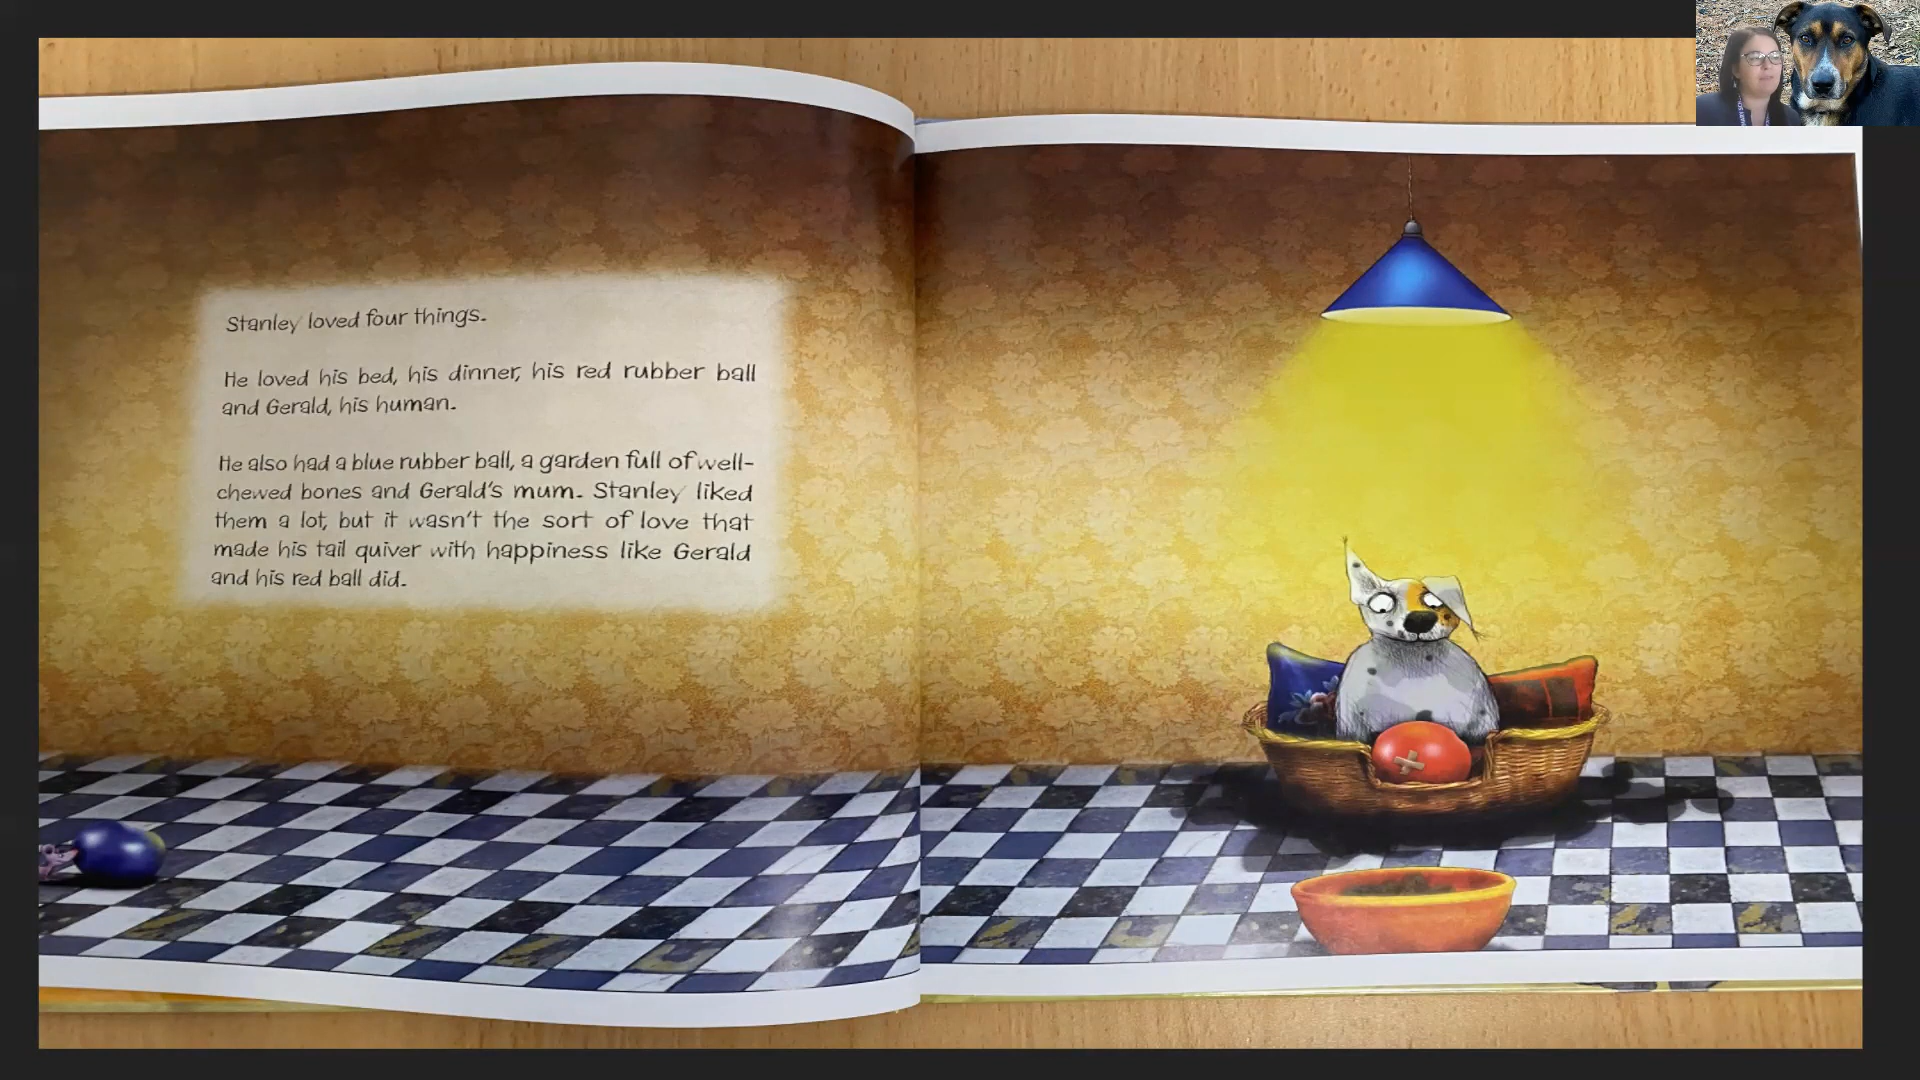 Stanley loved four things.
He loved his bed, his dinner, his red rubber ball
and Gerald, his human.
He also had a blue rubber ball, a garden full of well-
chewed bones and Gerald's mum. Stanley liked
them a lot, but it wasn't the sort of love that
made his tail quiver with happiness like Gerald
and his red ball did.